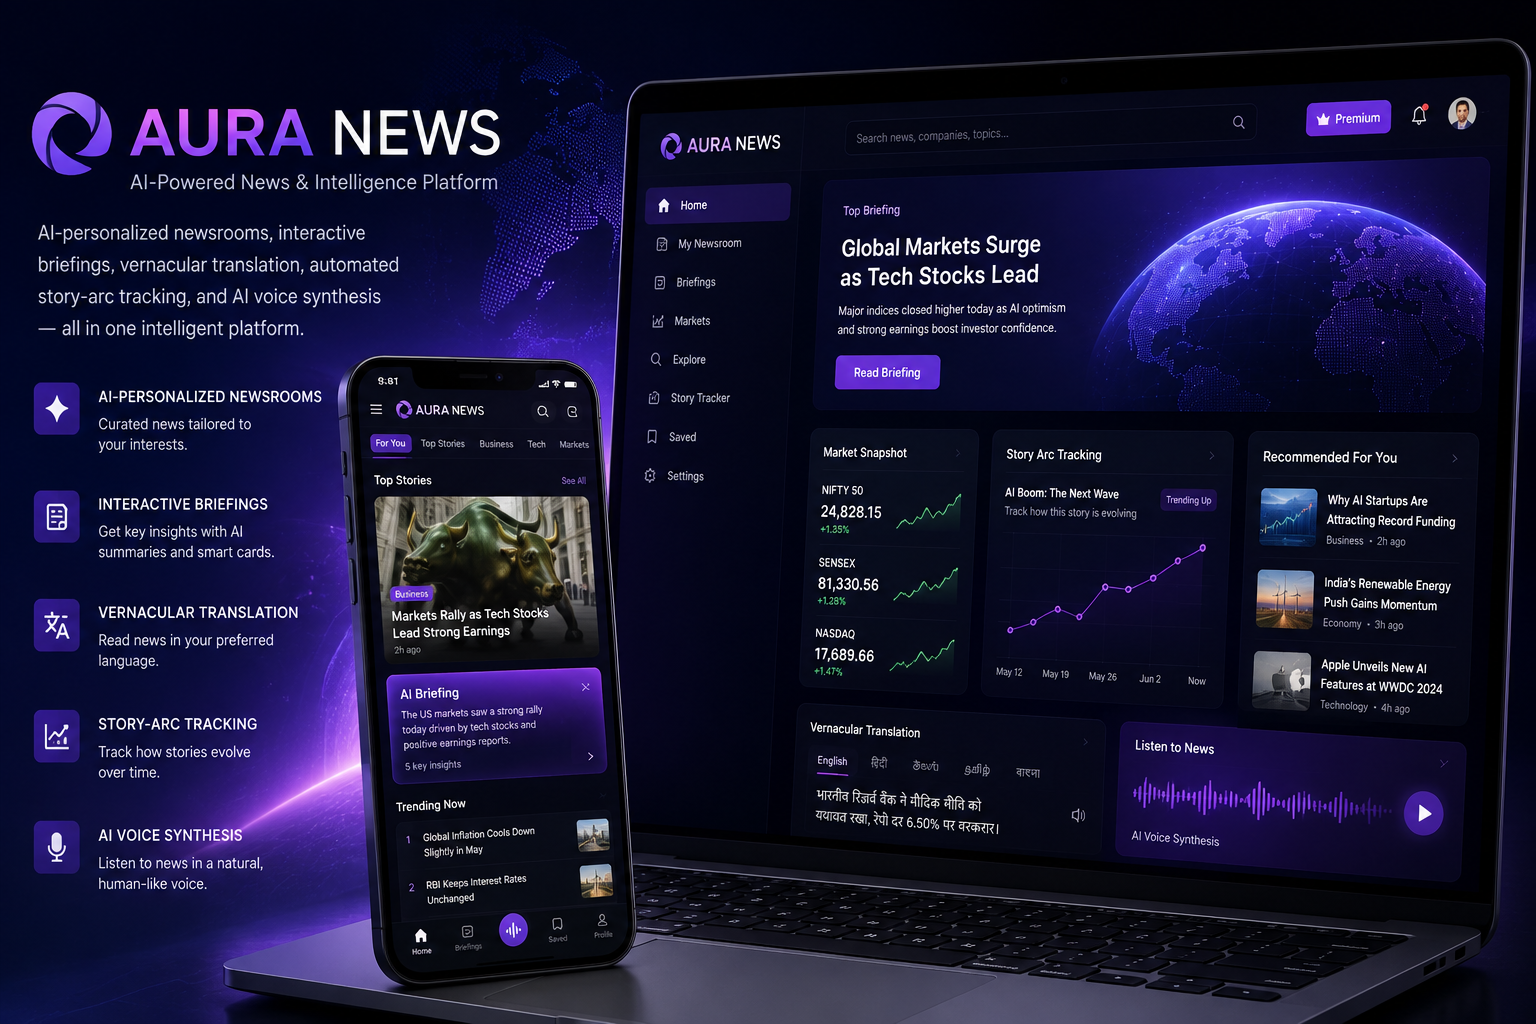 AURA NEWS
AI-Powered News & Intelligence Platform
AI-personalized newsrooms, interactive
briefings, vernacular translation, automated
story-arc tracking, and AI voice synthesis
— all in one intelligent platform.
AI-PERSONALIZED NEWSROOMS
Curated news tailored to
your interests.
INTERACTIVE BRIEFINGS
Get key insights with AI
summaries and smart cards.
VERNACULAR TRANSLATION
Read news in your preferred
language.
STORY-ARC TRACKING
Track how stories evolve
over time.
AI VOICE SYNTHESIS
Listen to news in a natural,
human-like voice.
AURA NEWS
For You Top Stories Business Tech Markets
Top Stories
See All
Business
Markets Rally as Tech Stocks
Lead Strong Earnings
2h ago
AI Briefing
The US markets saw a strong rally
today driven by tech stocks and
positive earnings reports.
5 key insights
Trending Now
1 Global Inflation Cools Down
Slightly in May
2 RBI Keeps Interest Rates
Unchanged
Home Briefings Saved Profile
AURA NEWS
Search news, companies, topics...
Premium
Home
My Newsroom
Briefings
Markets
Explore
Story Tracker
Saved
Settings
Top Briefing
Global Markets Surge
as Tech Stocks Lead
Major indices closed higher today as AI optimism
and strong earnings boost investor confidence.
Read Briefing
Market Snapshot
NIFTY 50
24,828.15
+1.35%
SENSEX
81,330.56
+1.28%
NASDAQ
17,689.66
+1.47%
Story Arc Tracking
AI Boom: The Next Wave
Trending Up
Track how this story is evolving
May 12 May 19 May 26 Jun 2 Now
Recommended For You
Why AI Startups Are
Attracting Record Funding
Business • 2h ago
India's Renewable Energy
Push Gains Momentum
Economy • 3h ago
Apple Unveils New AI
Features at WWDC 2024
Technology • 4h ago
Vernacular Translation
English हिंदी தமிழ்
भारनीव रिजर्व बैंक ने मौदिक मीवि को
ययावव रखा, रेपो दर 6.50% पर वरकरार।
Listen to News
AI Voice Synthesis